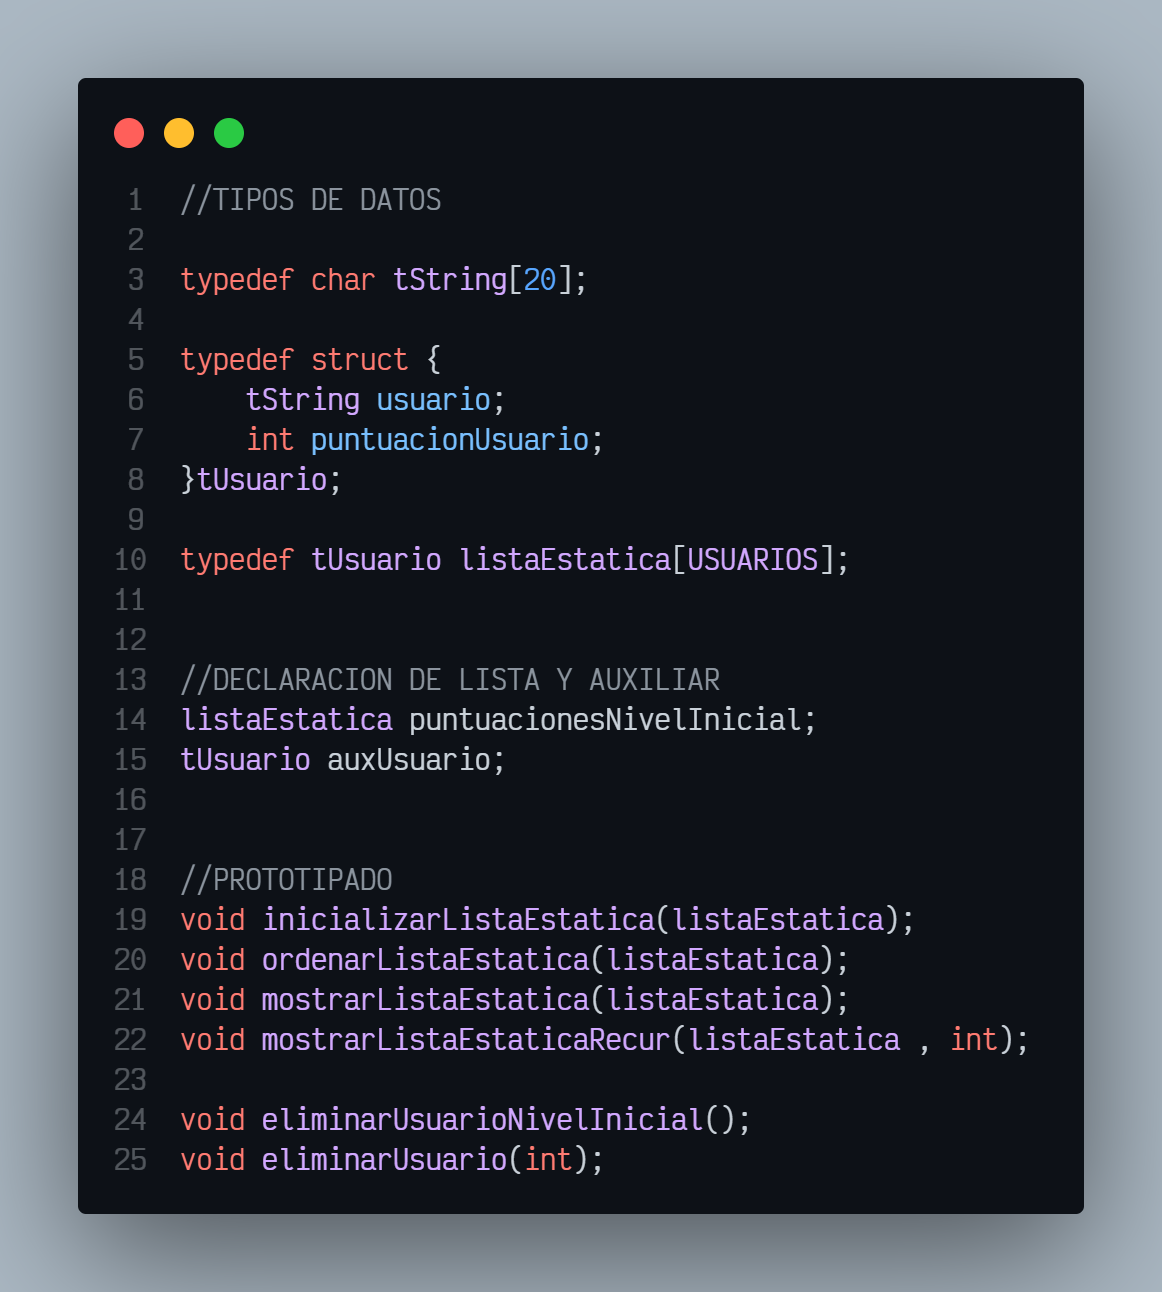 1 //TIPOS DE DATOS
2
3 typedef char tString[20];
4
5 typedef struct {
6     tString usuario;
7     int puntuacionUsuario;
8 }tUsuario;
9
10 typedef tUsuario listaEstatica[USUARIOS];
11
12
13 //DECLARACION DE LISTA Y AUXILIAR
14 listaEstatica puntuacionesNivelInicial;
15 tUsuario auxUsuario;
16
17
18 //PROTOTIPADO
19 void inicializarListaEstatica(listaEstatica);
20 void ordenarListaEstatica(listaEstatica);
21 void mostrarListaEstatica(listaEstatica);
22 void mostrarListaEstaticaRecur(listaEstatica , int);
23
24 void eliminarUsuarioNivelInicial();
25 void eliminarUsuario(int);